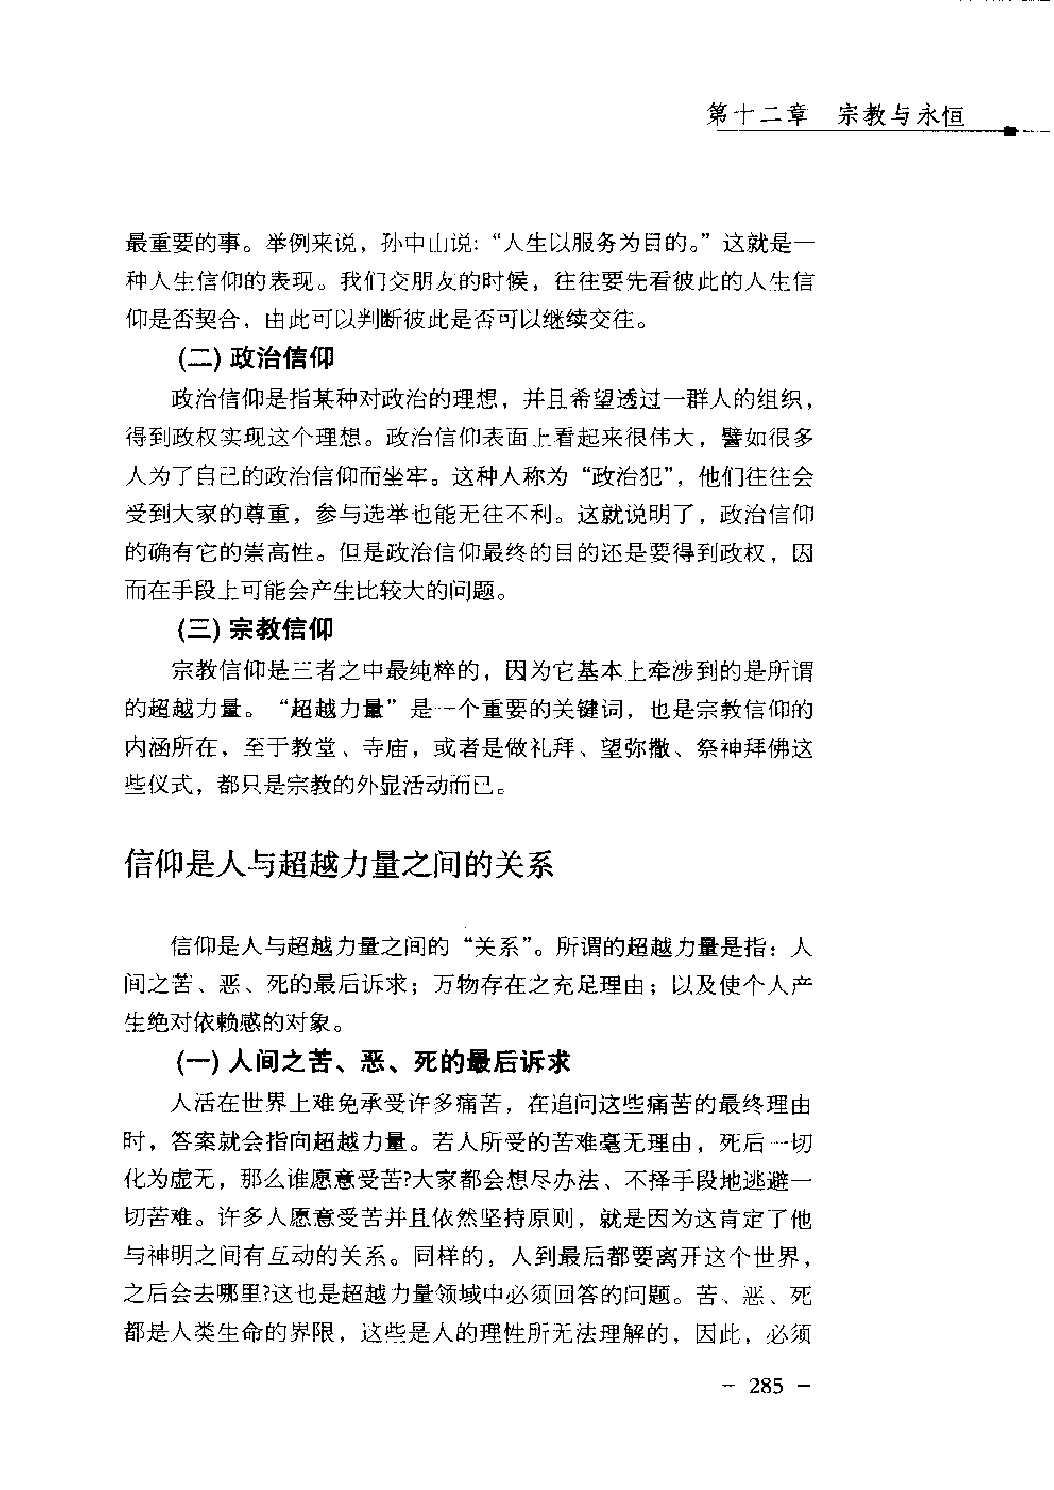 第十二章 宗教与永恒
最重要的事。举例来说，孙中山说：“人生以服务为目的。”这就是一
种人生信仰的表现。我们交朋友的时候，往往要先看彼此的人生信
仰是否契合，由此可以判断彼此是否可以继续交往。
(二) 政治信仰
政治信仰是指某种对政治的理想，并且希望透过一群人的组织，
得到政权实现这个理想。政治信仰表面上看起来很伟大，譬如很多
人为了自己的政治信仰而坐牢。这种人称为“政治犯”，他们往往会
受到大家的尊重，参与选举也能无往不利。这就说明了，政治信仰
的确有它的崇高性。但是政治信仰最终的目的还是要得到政权，因
而在手段上可能会产生比较大的问题。
(三) 宗教信仰
宗教信仰是三者之中最纯粹的，因为它基本上牵涉到的是所谓
的超越力量。“超越力量”是一个重要的关键词，也是宗教信仰的
内涵所在，至于教堂、寺庙，或者是做礼拜、望弥撒、祭神拜佛这
些仪式，都只是宗教的外显活动而已。
信仰是人与超越力量之间的关系
信仰是人与超越力量之间的“关系”。所谓的超越力量是指：人
间之苦、恶、死的最后诉求；万物存在之充足理由；以及使个人产
生绝对依赖感的对象。
(一) 人间之苦、恶、死的最后诉求
人活在世界上难免承受许多痛苦，在追问这些痛苦的最终理由
时，答案就会指向超越力量。若人所受的苦难毫无理由，死后一切
化为虚无，那么谁愿意受苦?大家都会想尽办法、不择手段地逃避一
切苦难。许多人愿意受苦并且依然坚持原则，就是因为这肯定了他
与神明之间有互动的关系。同样的，人到最后都要离开这个世界，
之后会去哪里?这也是超越力量领域中必须回答的问题。苦、恶、死
都是人类生命的界限，这些是人的理性所无法理解的，因此，必须
- 285 -